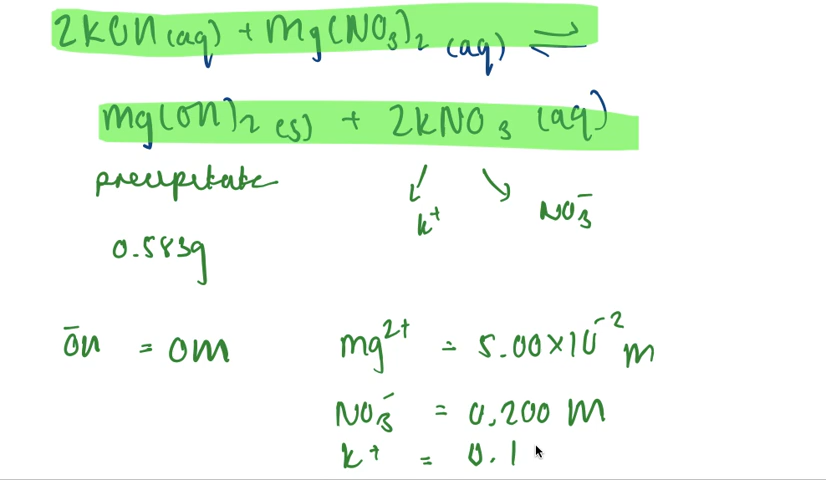 2KOH (aq) + Mg(NO₃)₂ (aq) ⇌
Mg(OH)₂ (s) + 2KNO₃ (aq)
precipitate
K⁺ NO₃⁻
0.583g
OH⁻ = 0M
Mg²⁺ = 5.00×10⁻² M
NO₃⁻ = 0.200 M
K⁺ = 0.1